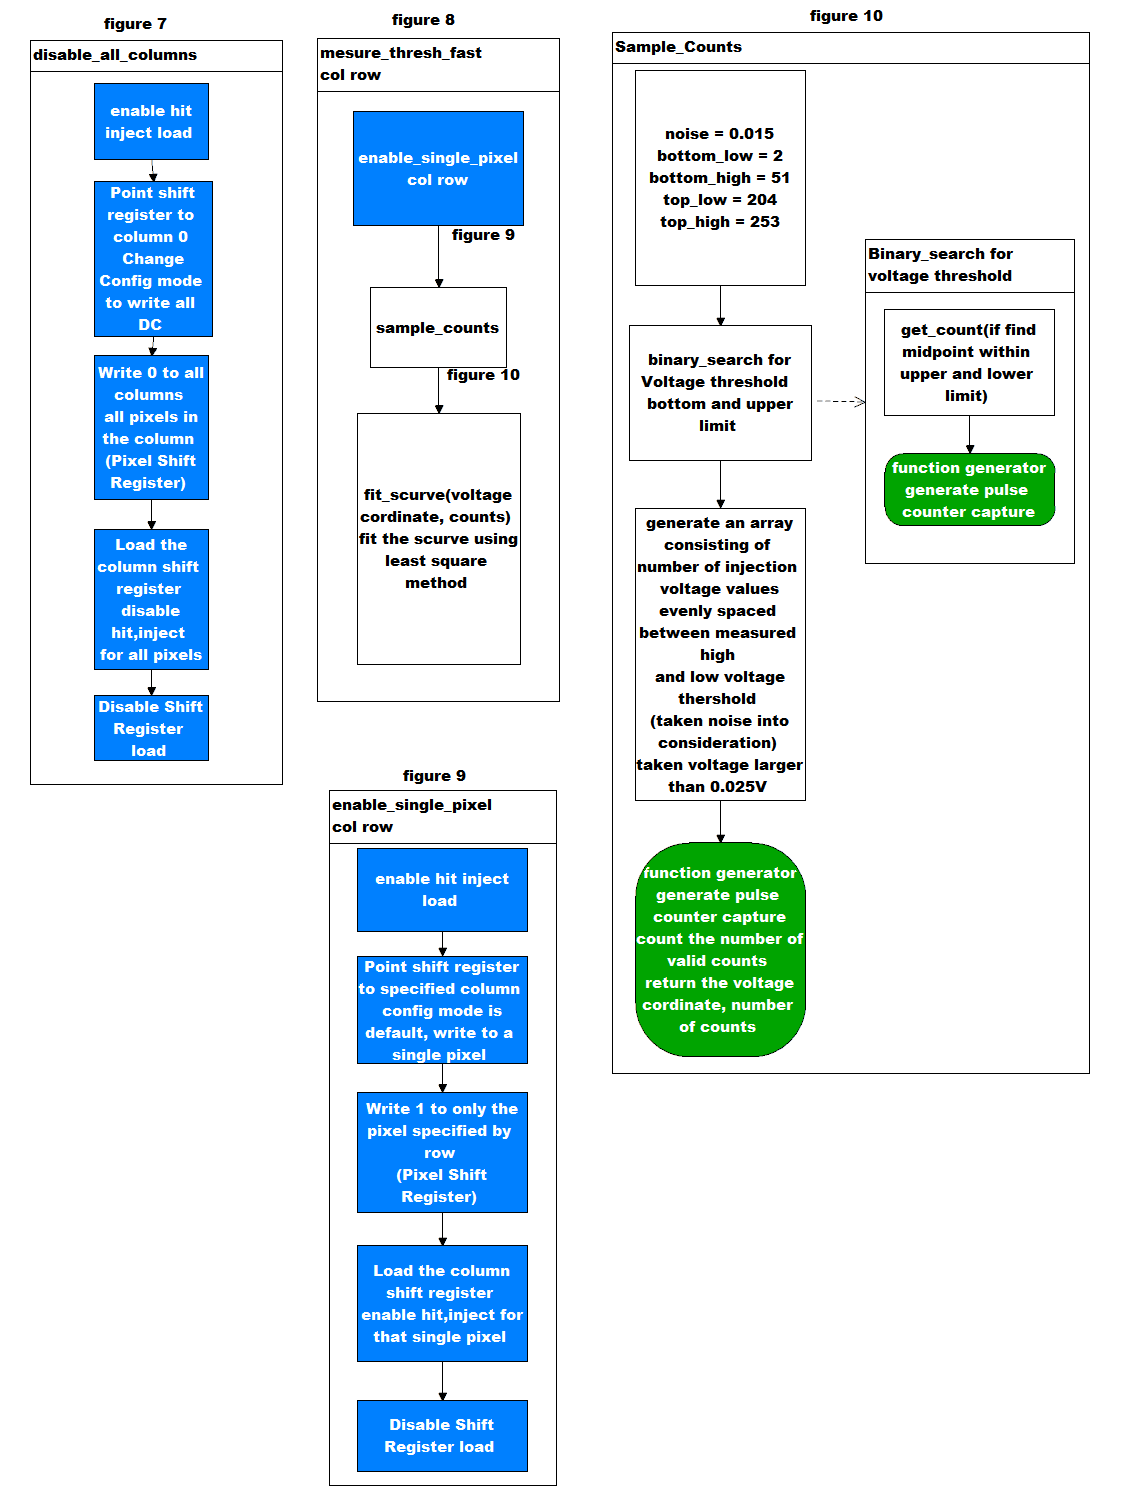 figure 7
disable_all_columns
enable hit
inject load
Point shift
register to
column 0
Change
Config mode
to write all
DC
Write 0 to all
columns
all pixels in
the column
(Pixel Shift
Register)
Load the
column shift
register
disable
hit,inject
for all pixels
Disable Shift
Register
load
figure 8
mesure_thresh_fast
col row
enable_single_pixel
col row
figure 9
sample_counts
figure 10
fit_scurve(voltage
cordinate, counts)
fit the scurve using
least square
method
figure 9
enable_single_pixel
col row
enable hit inject
load
Point shift register
to specified column
config mode is
default, write to a
single pixel
Write 1 to only the
pixel specified by
row
(Pixel Shift
Register)
Load the column
shift register
enable hit,inject for
that single pixel
Disable Shift
Register load
figure 10
Sample_Counts
noise = 0.015
bottom_low = 2
bottom_high = 51
top_low = 204
top_high = 253
binary_search for
Voltage threshold
bottom and upper
limit
generate an array
consisting of
number of injection
voltage values
evenly spaced
between measured
high
and low voltage
thershold
(taken noise into
consideration)
taken voltage larger
than 0.025V
function generator
generate pulse
counter capture
count the number of
valid counts
return the voltage
cordinate, number
of counts
Binary_search for
voltage threshold
get_count(if find
midpoint within
upper and lower
limit)
function generator
generate pulse
counter capture